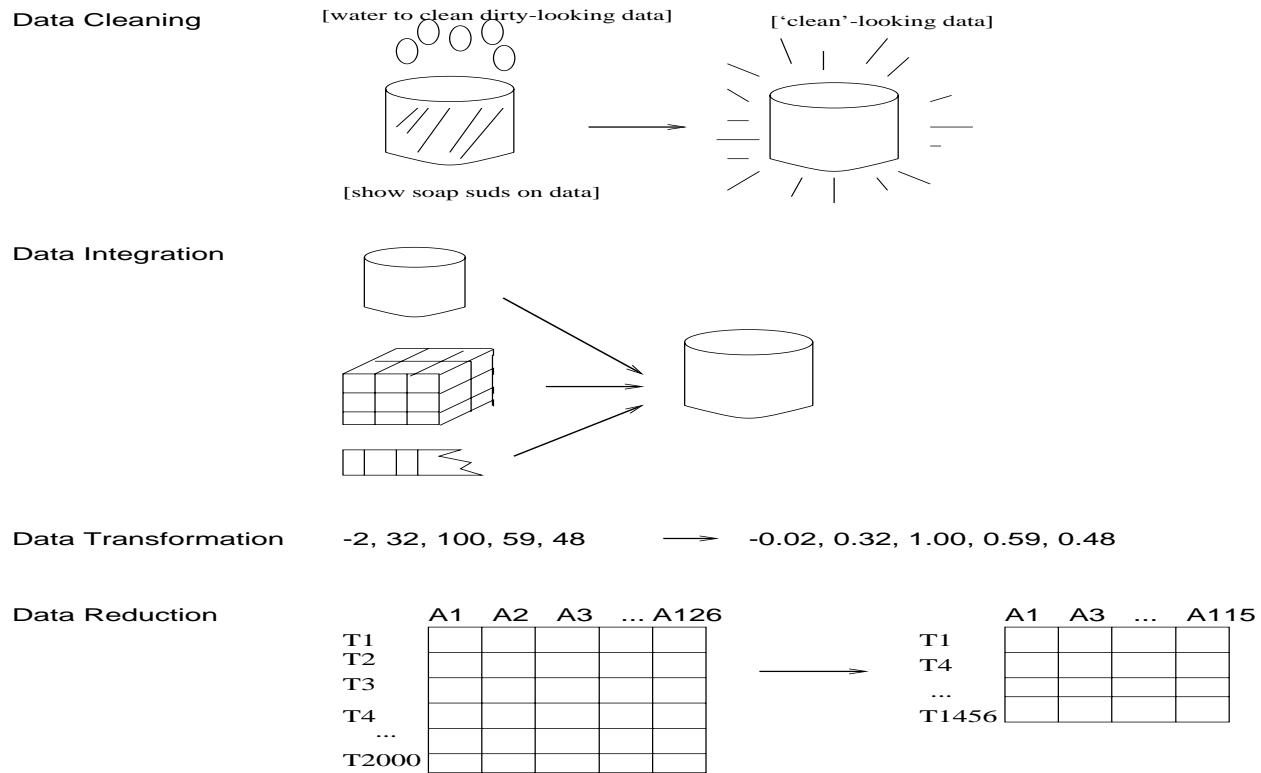 Data Cleaning
[water to clean dirty-looking data]
[‘clean’-looking data]
[show soap suds on data]
Data Integration
Data Transformation -2, 32, 100, 59, 48 -0.02, 0.32, 1.00, 0.59, 0.48
Data Reduction
A1 A2 A3 ... A126
T1
T2
T3
T4
...
T2000
A1 A3 ... A115
T1
T4
...
T1456